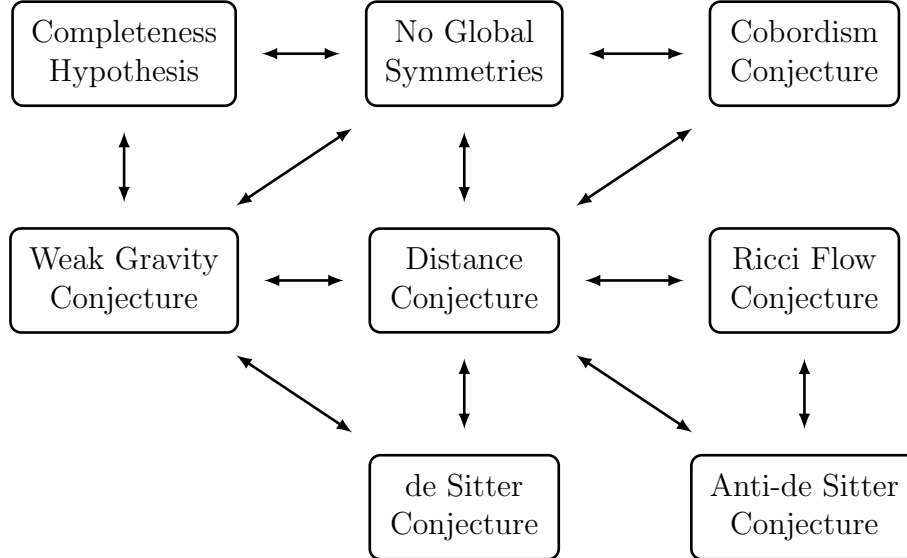 Completeness
Hypothesis
No Global
Symmetries
Cobordism
Conjecture
Weak Gravity
Conjecture
Distance
Conjecture
Ricci Flow
Conjecture
de Sitter
Conjecture
Anti-de Sitter
Conjecture